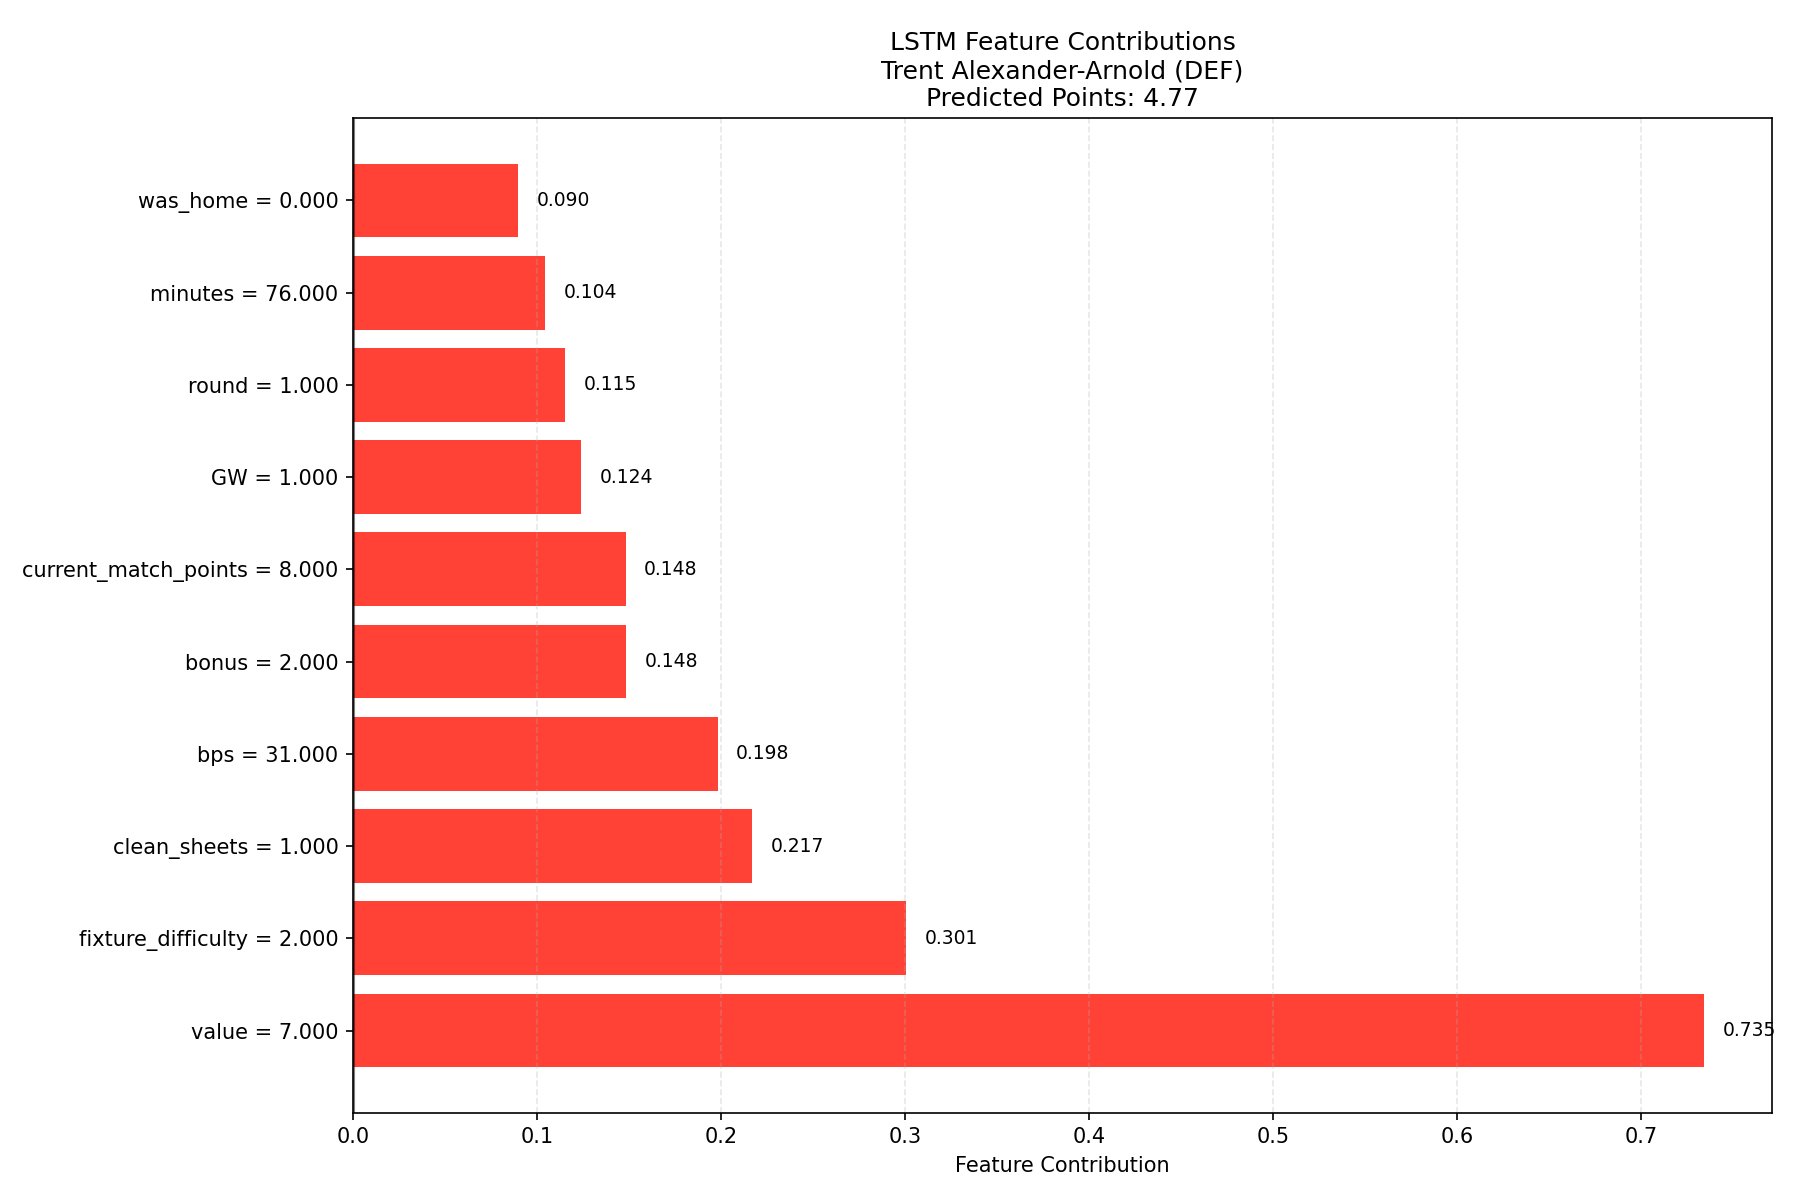 LSTM Feature Contributions
Trent Alexander-Arnold (DEF)
Predicted Points: 4.77
was_home = 0.000 0.090
minutes = 76.000 0.104
round = 1.000 0.115
GW = 1.000 0.124
current_match_points = 8.000 0.148
bonus = 2.000 0.148
bps = 31.000 0.198
clean_sheets = 1.000 0.217
fixture_difficulty = 2.000 0.301
value = 7.000 0.735
0.0 0.1 0.2 0.3 0.4 0.5 0.6 0.7
Feature Contribution